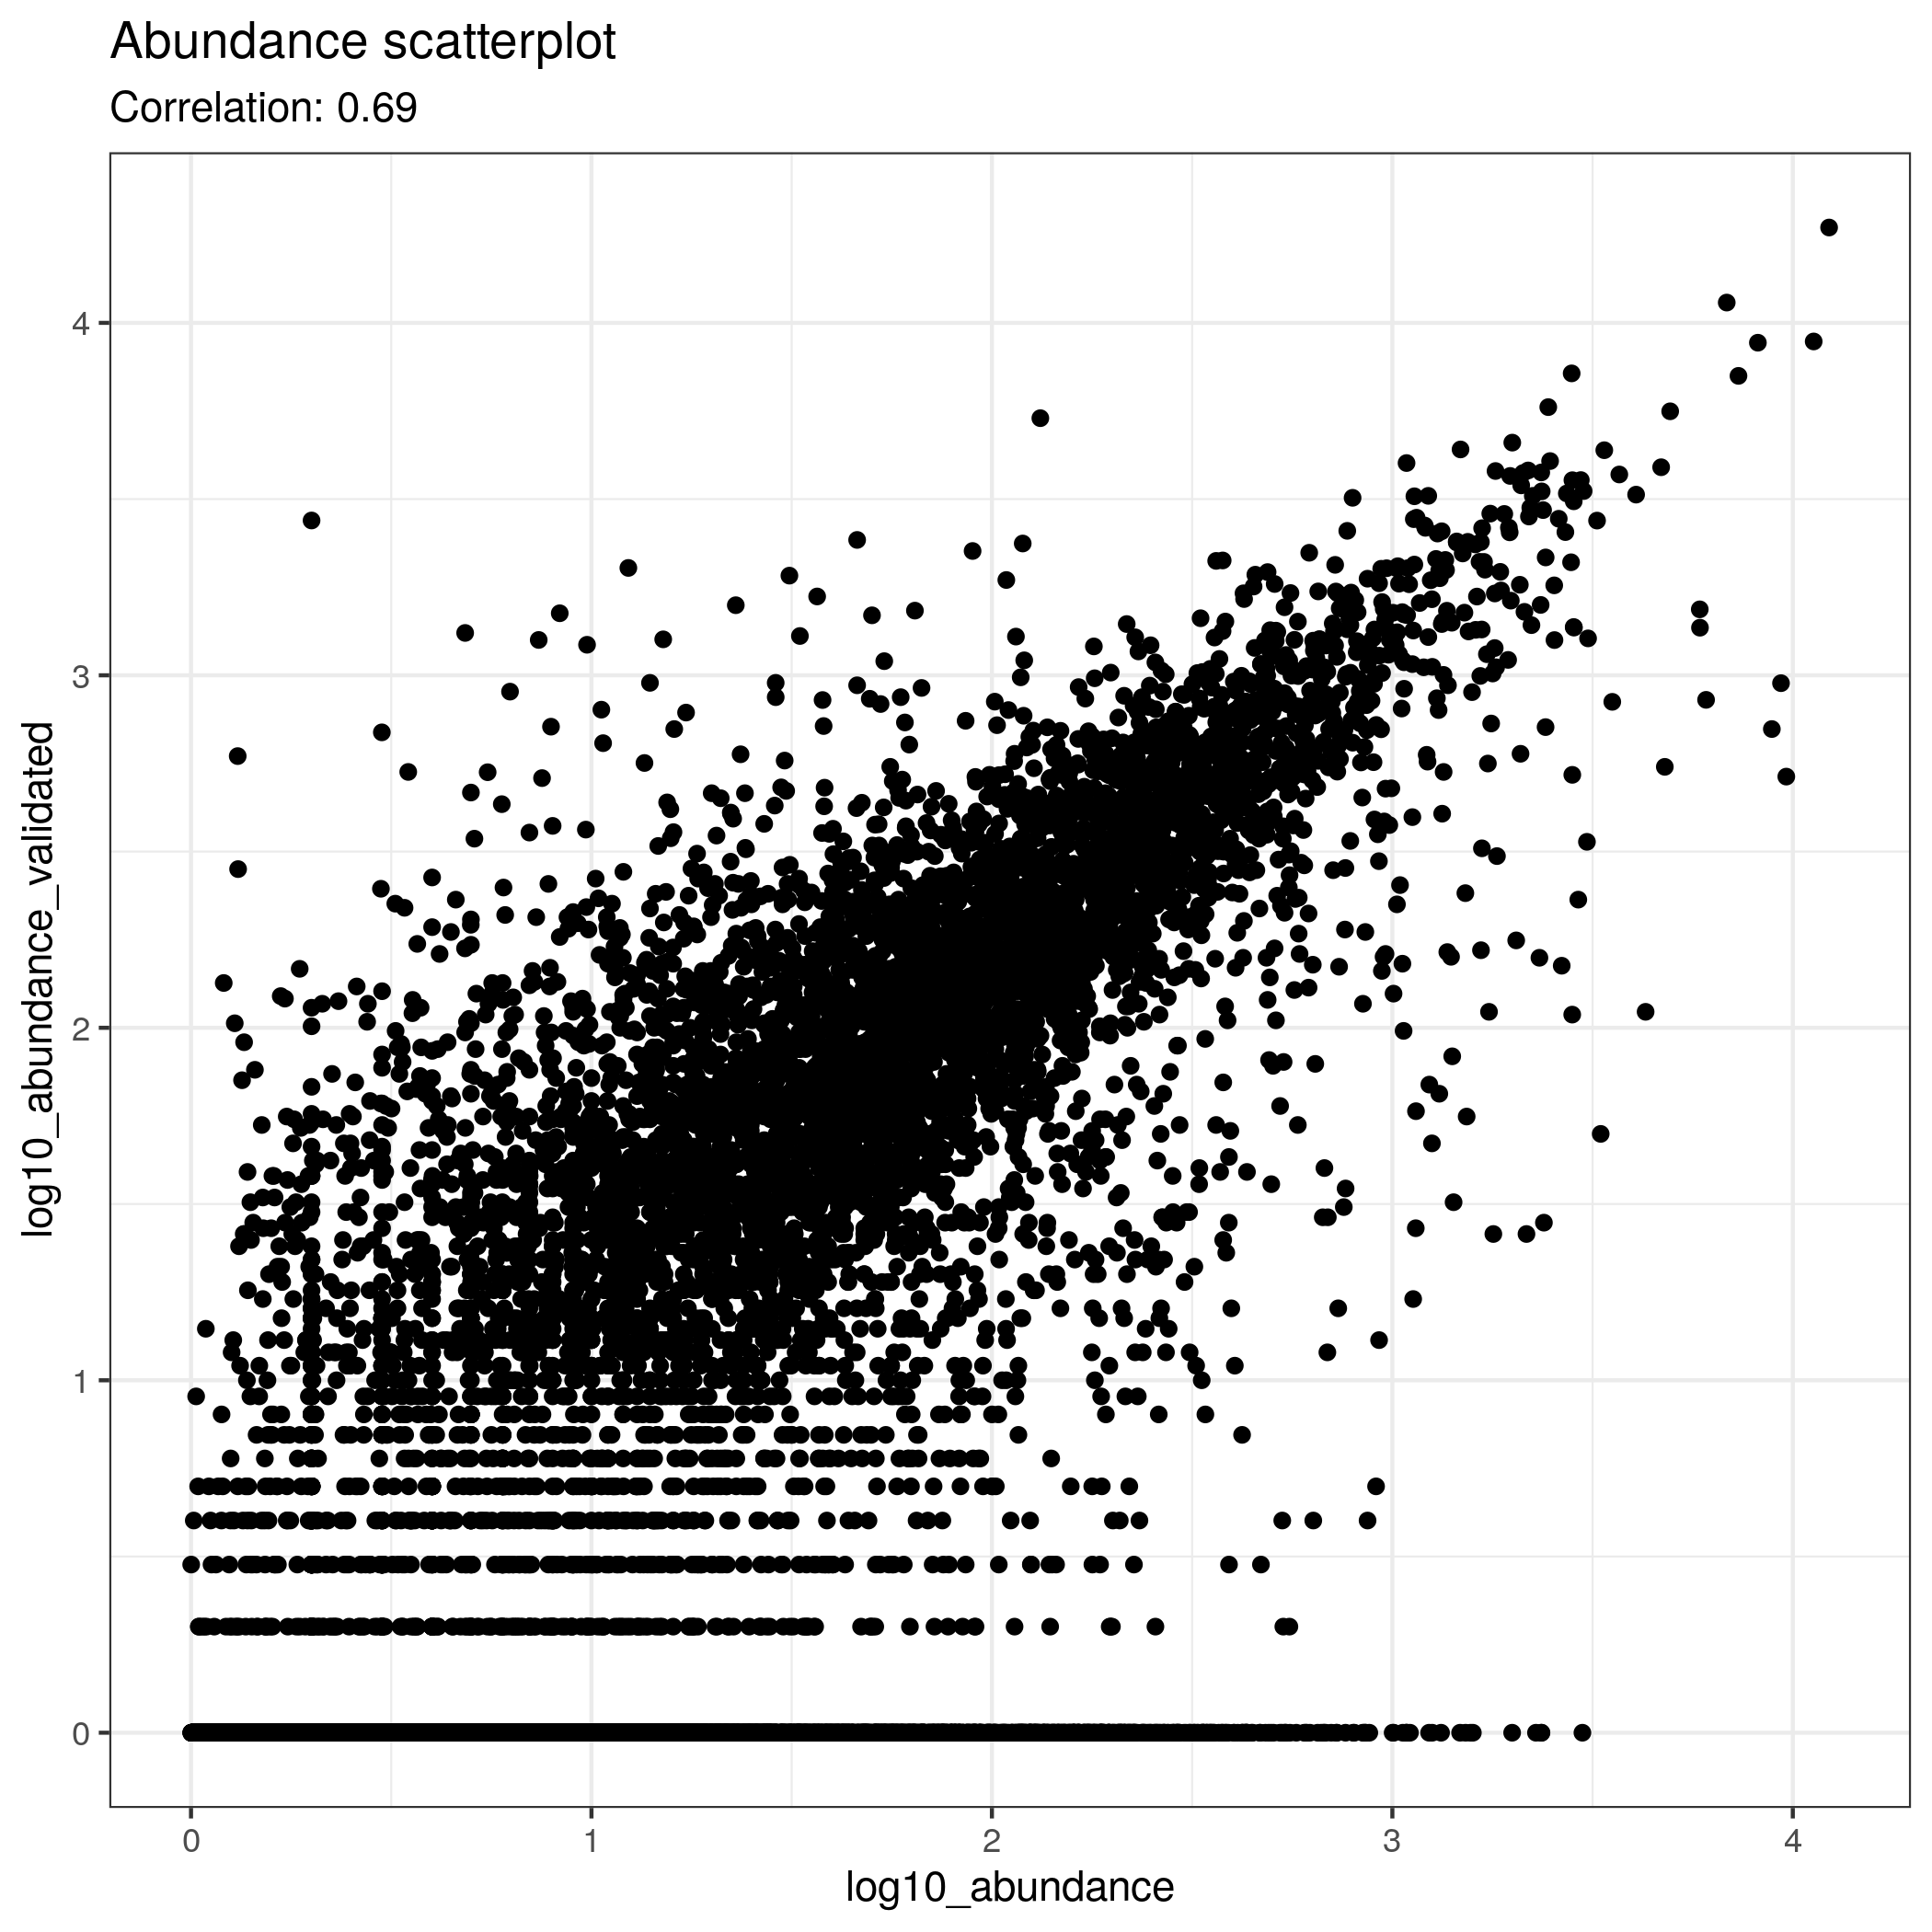 Abundance scatterplot
Correlation: 0.69
log10_abundance_validated
4
3
2
1
0
0 1 2 3 4
log10_abundance